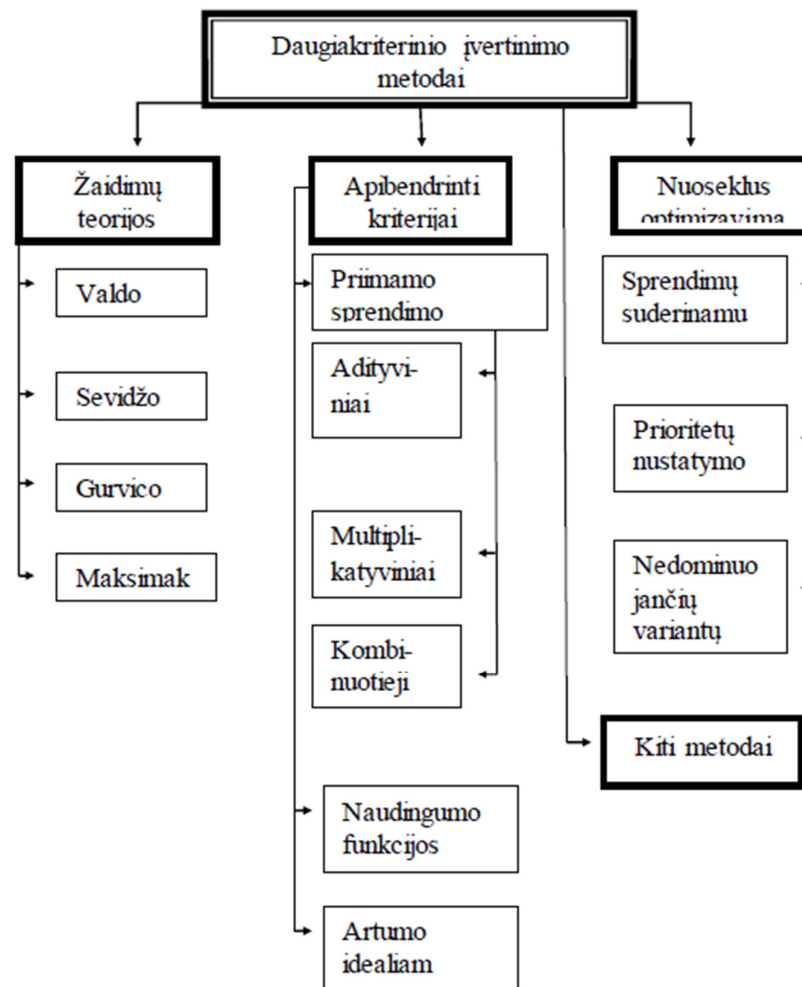 Daugiakriterinio įvertinimo
metodai
Žaidimų
teorijos
Valdo
Sevidžo
Gurvico
Maksimak
Apibendrinti
kriterijai
Priimamo
sprendimo
Adityvi-
niai
Multipli-
katyviniai
Kombi-
nuotieji
Naudingumo
funkcijos
Artumo
idealiam
Nuoseklus
optimizavima
Sprendimų
suderinamu
Prioritetų
nustatymo
Nedominuo
jančių
variantų
Kiti metodai